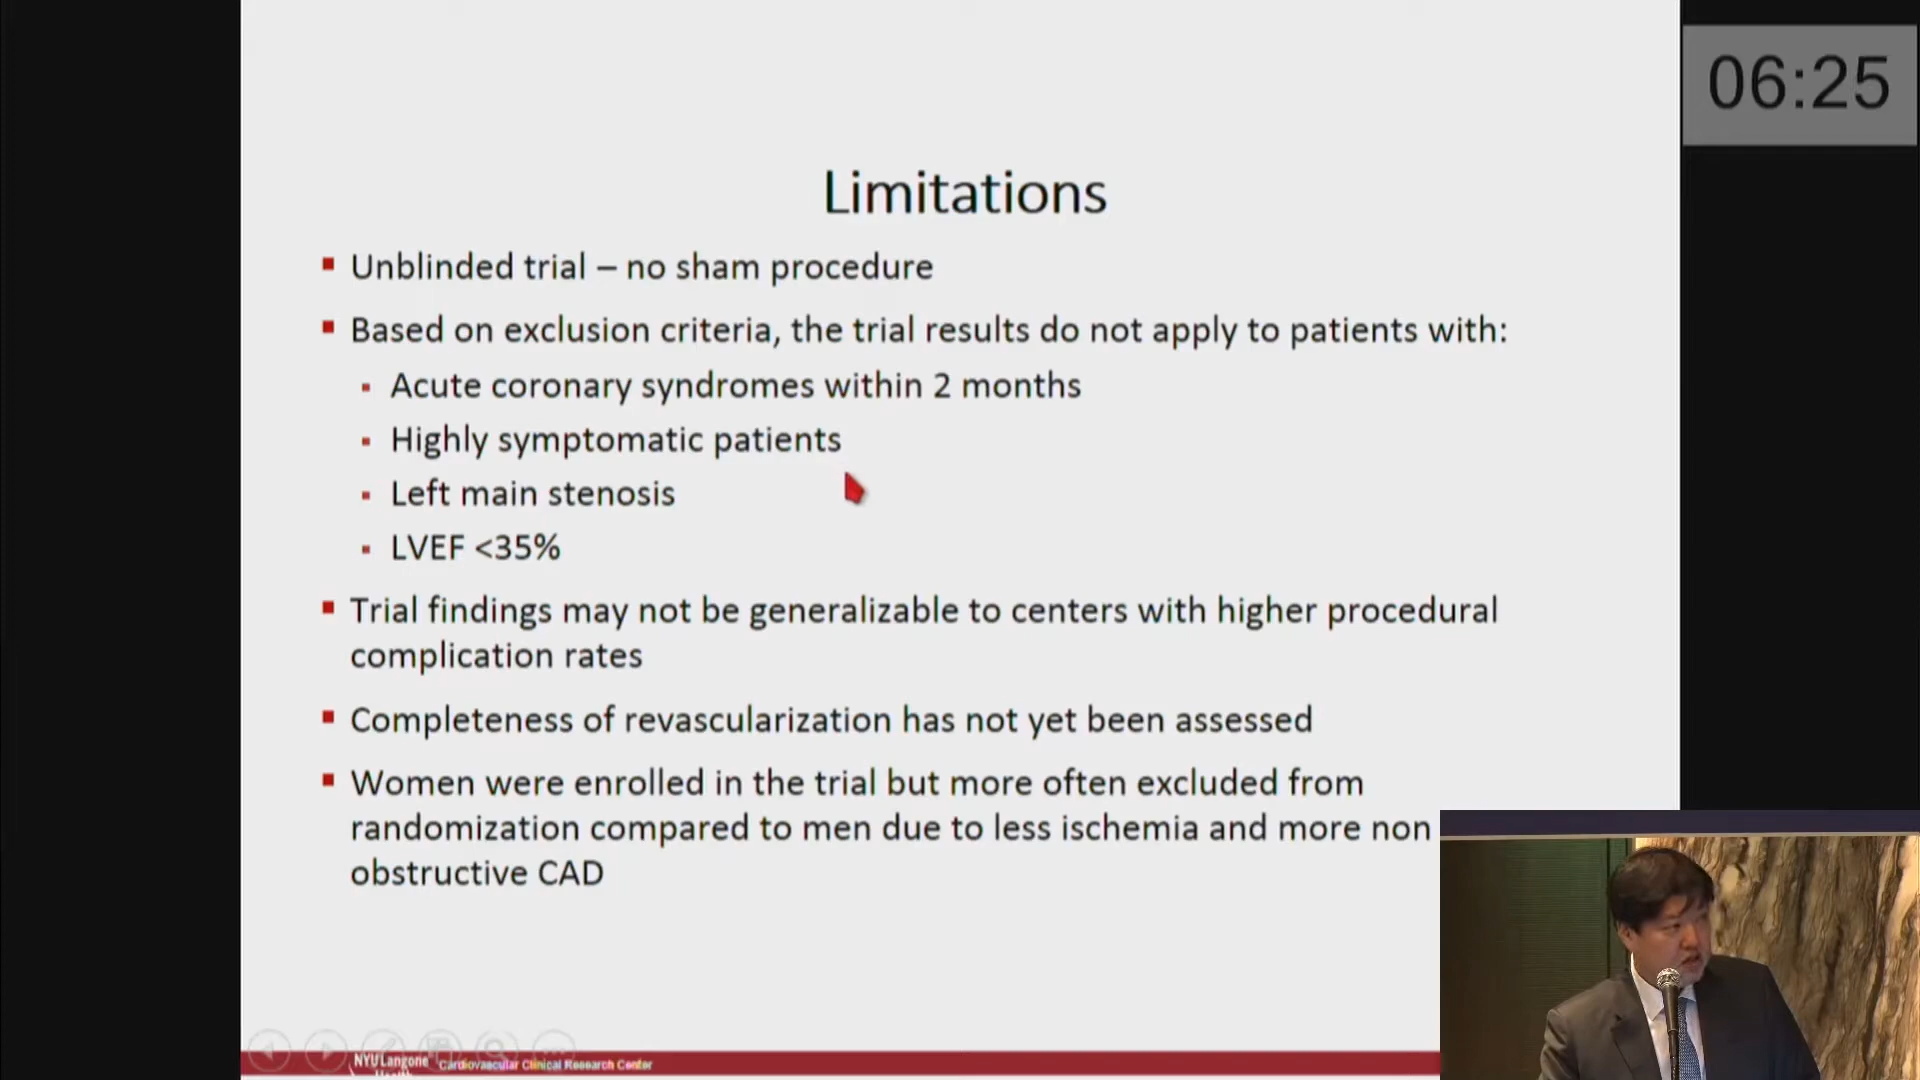 06:25
Limitations
Unblinded trial – no sham procedure
Based on exclusion criteria, the trial results do not apply to patients with:
Acute coronary syndromes within 2 months
Highly symptomatic patients
Left main stenosis
LVEF <35%
Trial findings may not be generalizable to centers with higher procedural
complication rates
Completeness of revascularization has not yet been assessed
Women were enrolled in the trial but more often excluded from
randomization compared to men due to less ischemia and more non
obstructive CAD
NYU Langone Cardiovascular Clinical Research Center